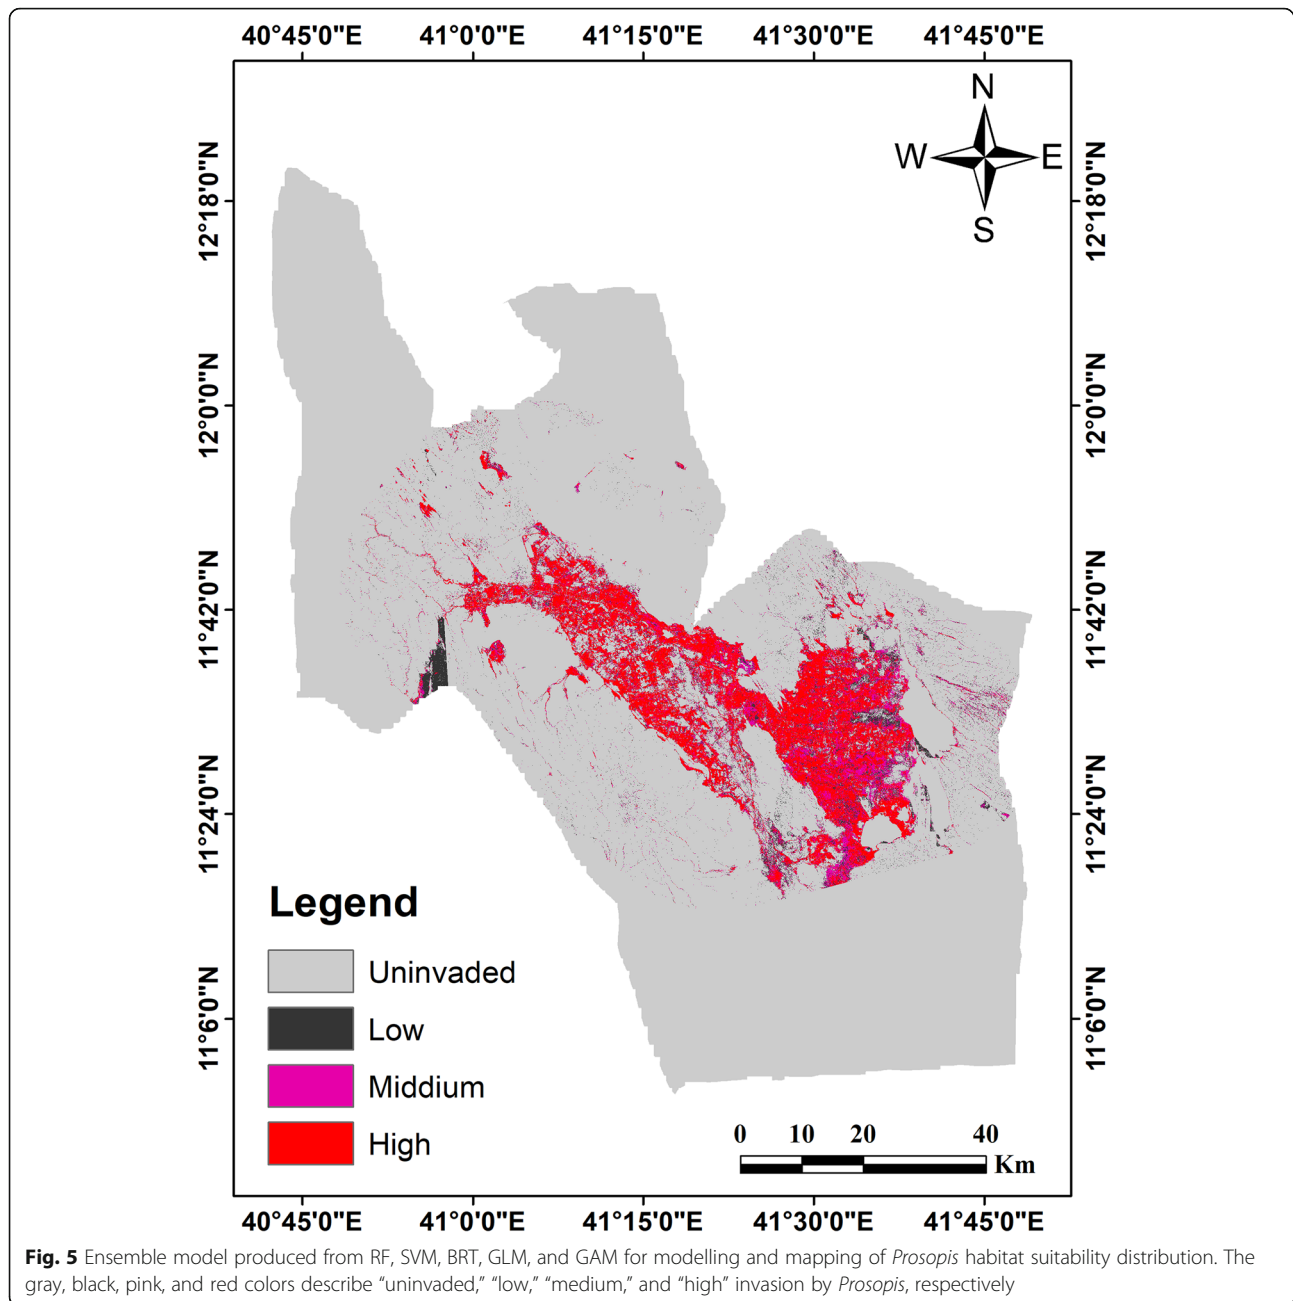 40°45'0"E 41°0'0"E 41°15'0"E 41°30'0"E 41°45'0"E
N
W E
S
12°18'0"N 12°18'0"N
12°0'0"N 12°0'0"N
11°42'0"N 11°42'0"N
11°24'0"N 11°24'0"N
11°6'0"N 11°6'0"N
Legend
Uninvaded
Low
Middium
High
0 10 20 40
Km
40°45'0"E 41°0'0"E 41°15'0"E 41°30'0"E 41°45'0"E
Fig. 5 Ensemble model produced from RF, SVM, BRT, GLM, and GAM for modelling and mapping of Prosopis habitat suitability distribution. The
gray, black, pink, and red colors describe “uninvaded,” “low,” “medium,” and “high” invasion by Prosopis, respectively